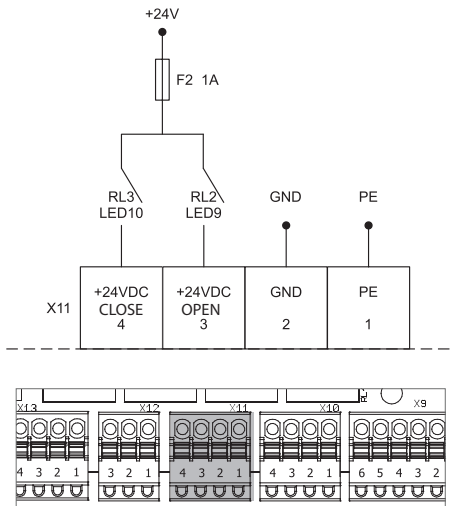 +24V
F2 1A
RL3 RL2 GND PE
LED10 LED9
+24VDC +24VDC GND PE
X11 CLOSE OPEN
4 3 2 1
X13 X12 X11 X10 X9
4 3 2 1 3 2 1 4 3 2 1 4 3 2 1 6 5 4 3 2